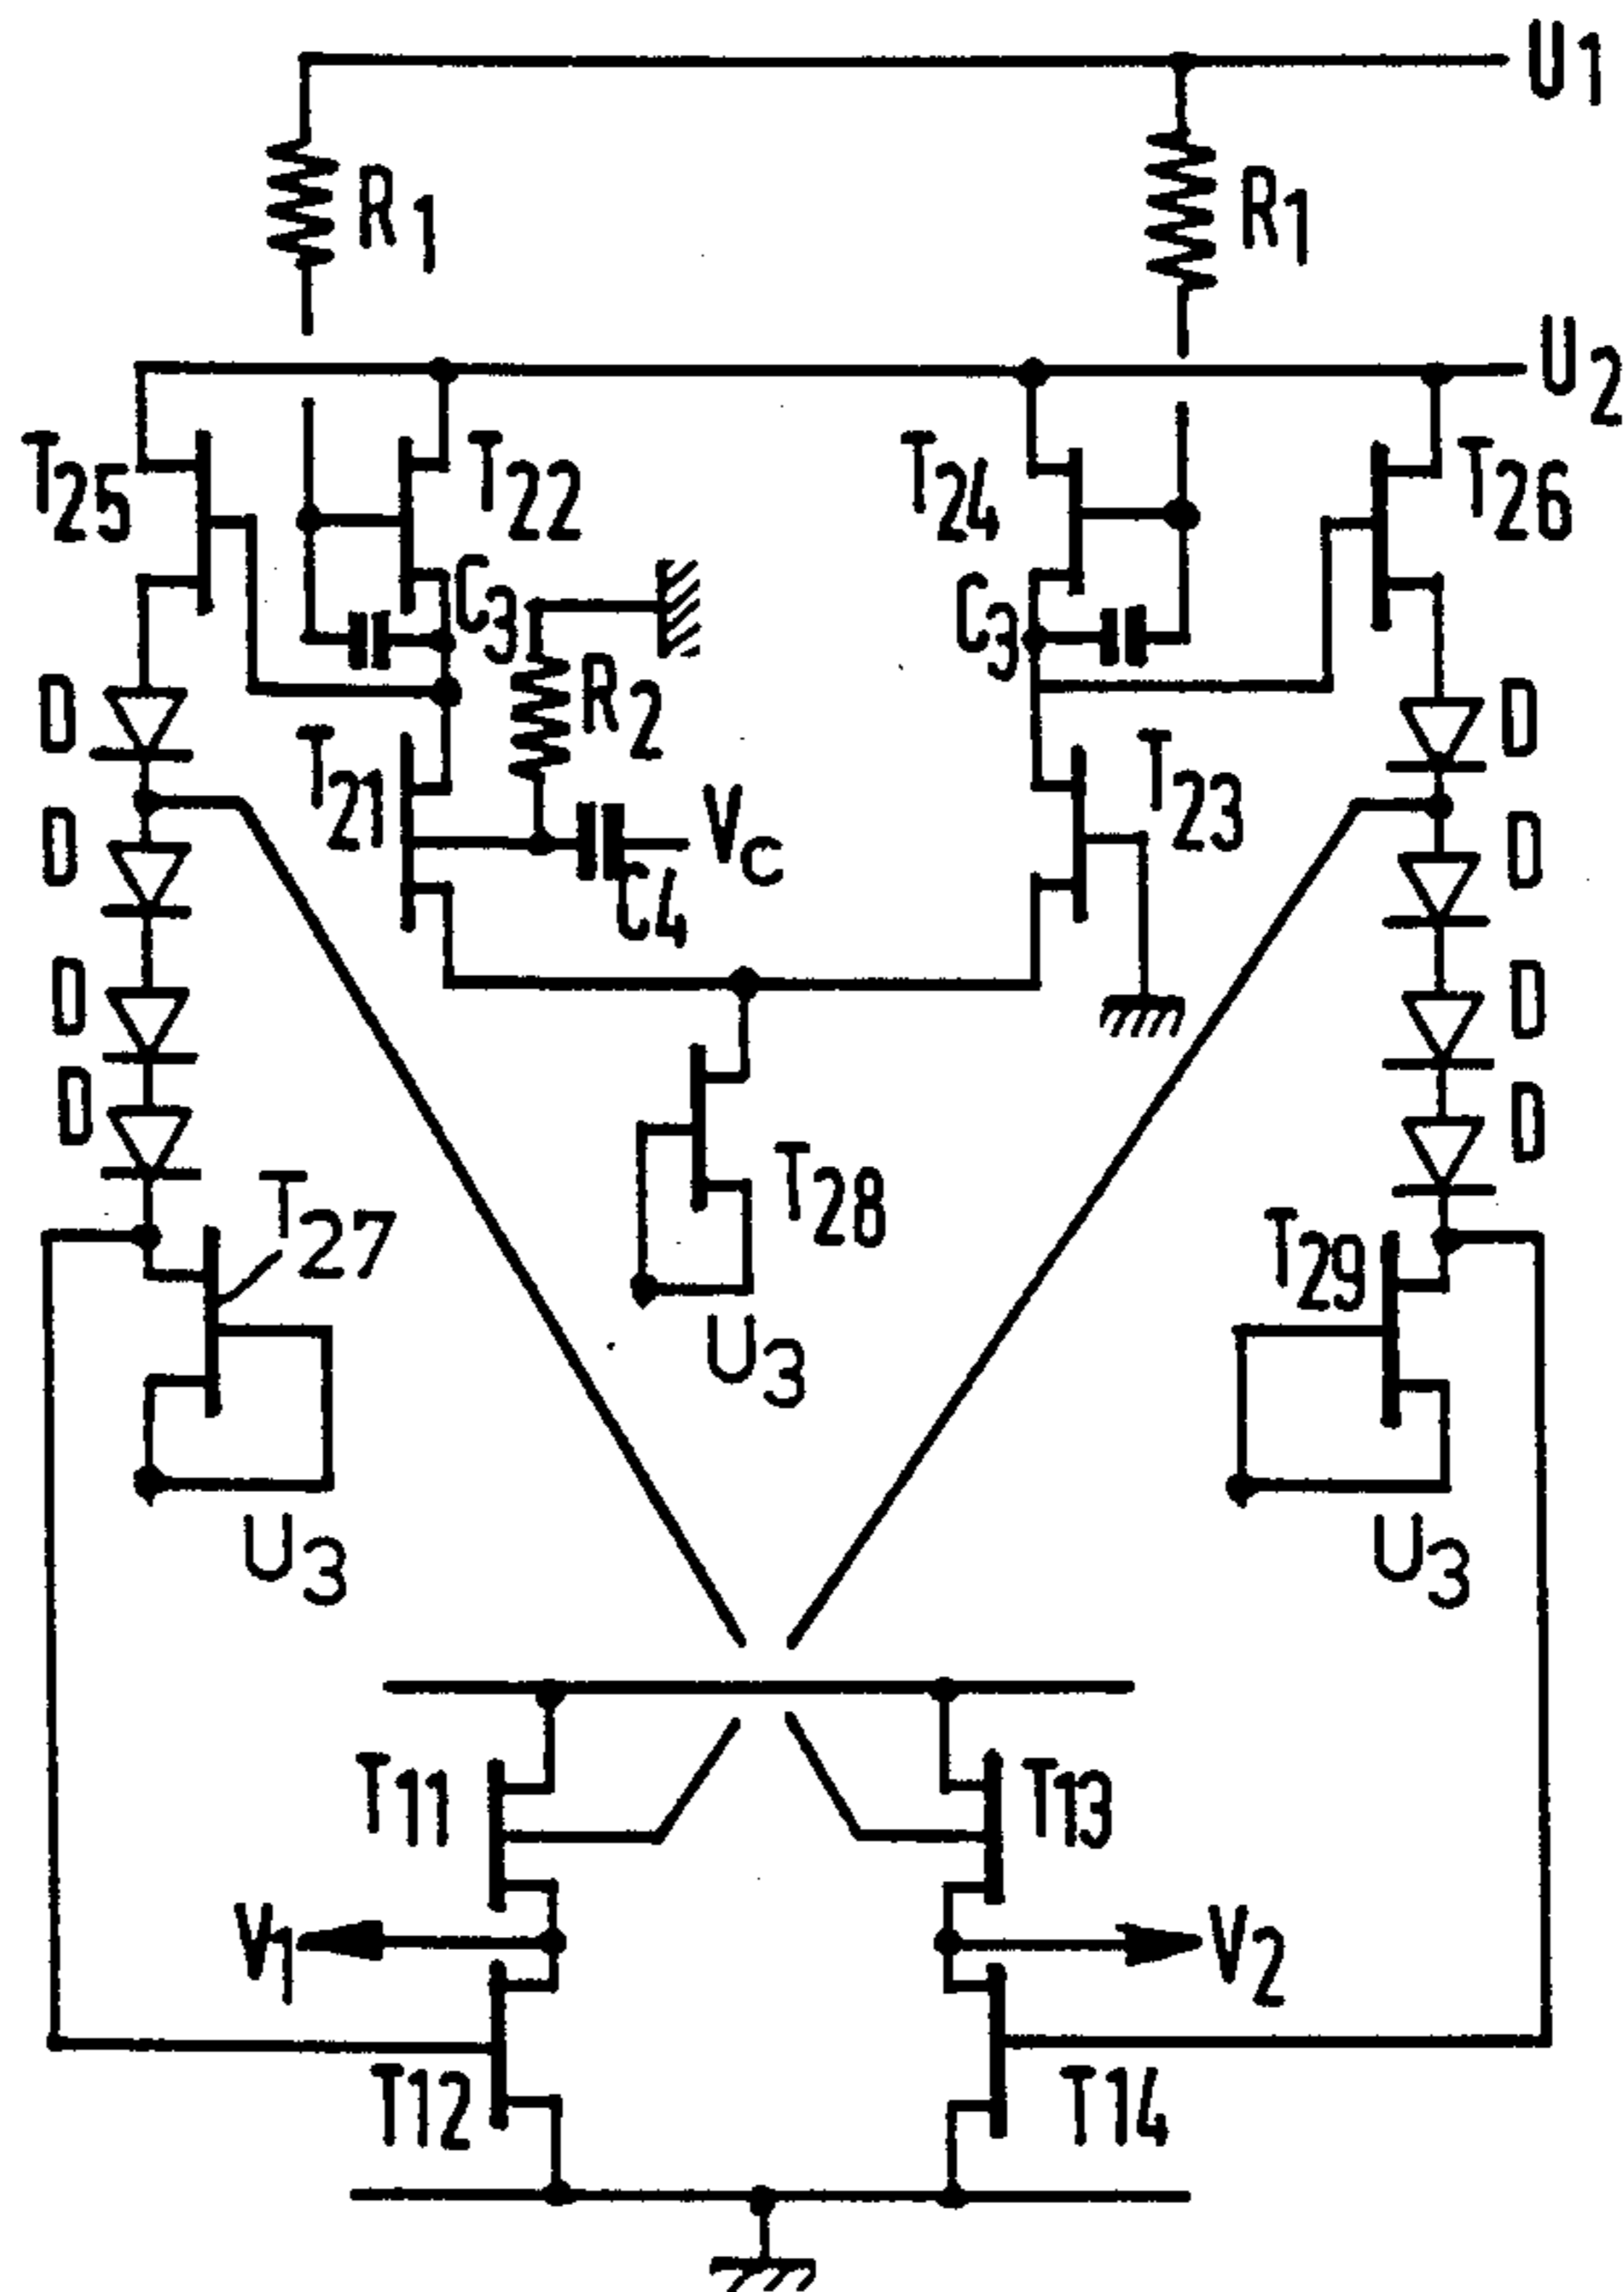 U1
R1 R1
U2
T25 T22 T24 T26
C3 C3
R2
D D
T21 VC T23
D D
C4
D D
D D
T28
T27 T29
U3
U3 U3
T11 T13
V1 V2
T12 T14